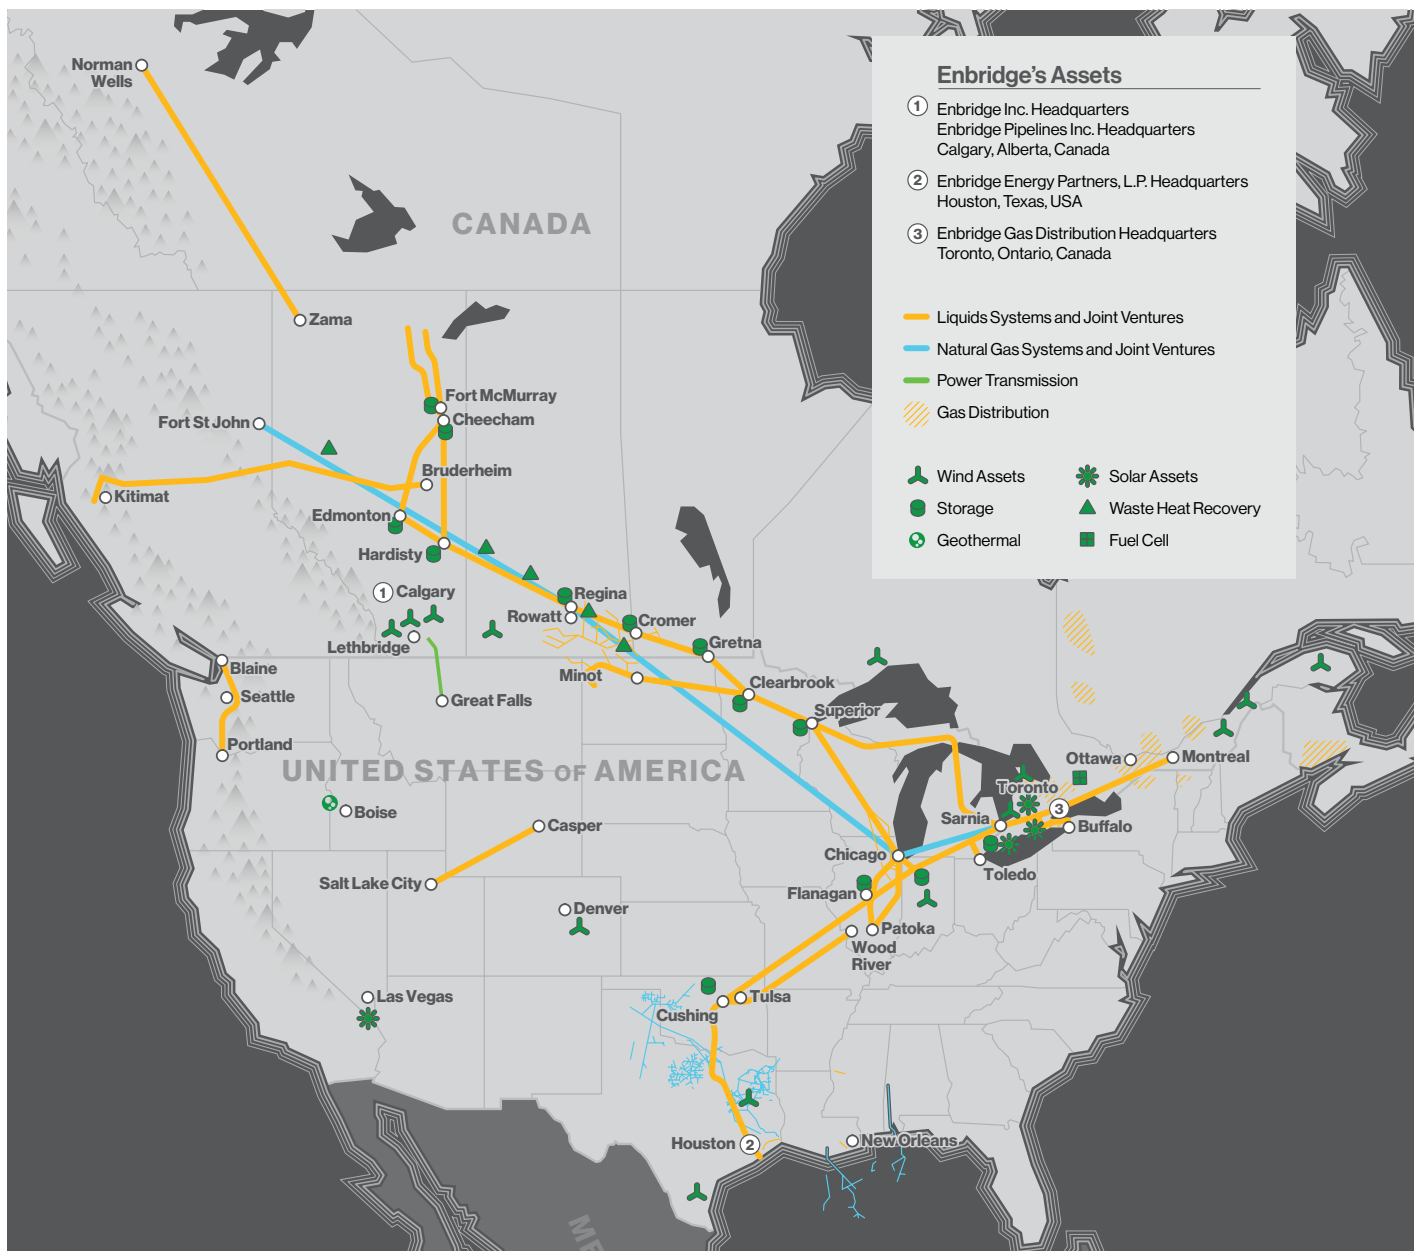 Enbridge's Assets
1 Enbridge Inc. Headquarters
Enbridge Pipelines Inc. Headquarters
Calgary, Alberta, Canada
2 Enbridge Energy Partners, L.P. Headquarters
Houston, Texas, USA
3 Enbridge Gas Distribution Headquarters
Toronto, Ontario, Canada
Liquids Systems and Joint Ventures
Natural Gas Systems and Joint Ventures
Power Transmission
Gas Distribution
Wind Assets
Solar Assets
Storage
Waste Heat Recovery
Geothermal
Fuel Cell
Norman
Wells
CANADA
Zama
Fort McMurray
Fort St John
Cheecham
Bruderheim
Kitimat
Edmonton
Hardisty
1 Calgary
Regina
Rowatt
Cromer
Lethbridge
Gretna
Blaine
Minot
Clearbrook
Seattle
Great Falls
Superior
Portland
Ottawa
Montreal
UNITED STATES OF AMERICA
Toronto
Boise
3
Sarnia
Casper
Buffalo
Chicago
Toledo
Salt Lake City
Flanagan
Denver
Patoka
Wood
River
Las Vegas
Tulsa
Cushing
Houston 2
New Orleans
ME